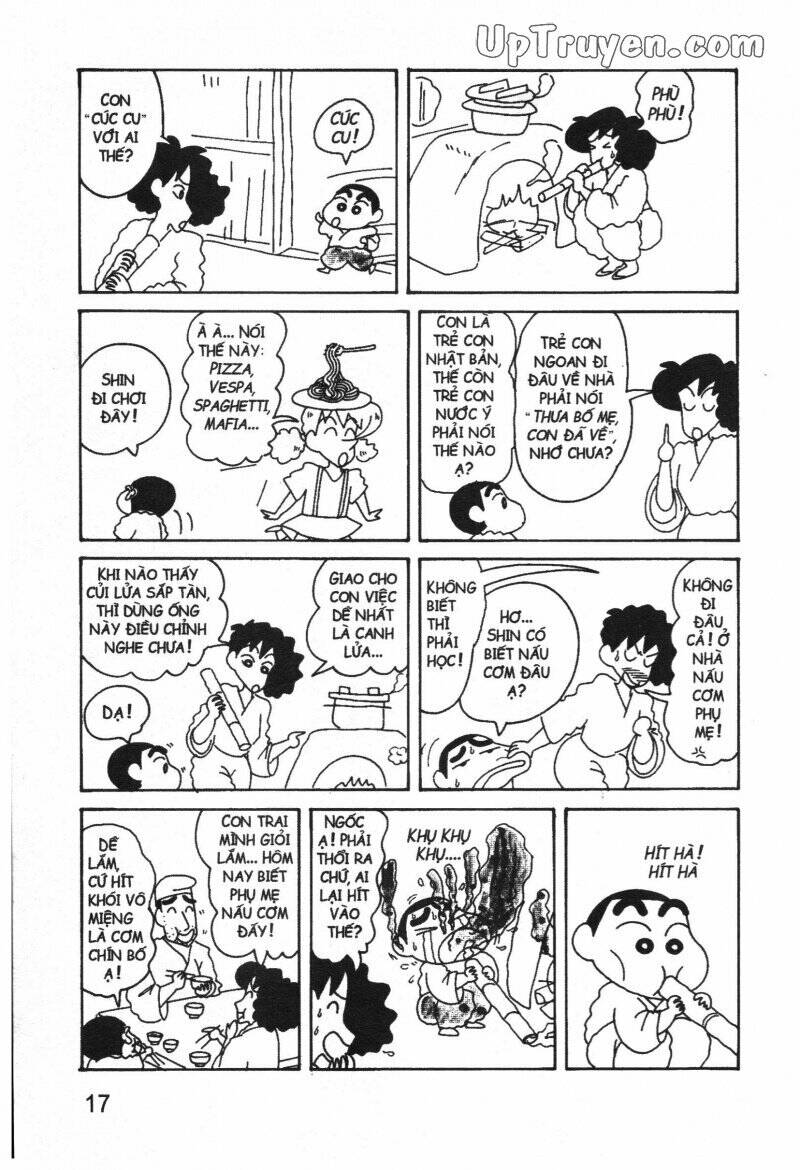 UpTruyen.com
PHÙ
PHÙ!
CÚC
CU!
CON
"CÚC CU"
VỚI AI
THẾ?
TRẺ CON
NGOAN ĐI
ĐÂU VỀ NHÀ
PHẢI NÓI
"THƯA BỐ MẸ,
CON ĐÃ VỀ",
NHỚ CHƯA?
CON LÀ
TRẺ CON
NHẬT BẢN,
THẾ CÒN
TRẺ CON
NƯỚC Ý
PHẢI NÓI
THẾ NÀO
Ạ?
À À... NÓI
THẾ NÀY:
PIZZA,
VESPA,
SPAGHETTI,
MAFIA...
SHIN
ĐI CHƠI
ĐÂY!
KHÔNG
ĐI
ĐÂU
CẢ! Ở
NHÀ
NẤU
CƠM
PHỤ
MẸ!
HƠ...
SHIN CÓ
BIẾT NẤU
CƠM ĐÂU
Ạ?
KHÔNG
BIẾT
THÌ
PHẢI
HỌC!
GIAO CHO
CON VIỆC
DỄ NHẤT
LÀ CANH
LỬA...
KHI NÀO THẤY
CỦI LỬA SẮP TÀN,
THÌ DÙNG ỐNG
NÀY ĐIỀU CHỈNH
NGHE CHƯA!
DẠ!
HÍT HÀ!
HÍT HÀ
KHỤ KHỤ
KHỤ....
NGỐC
Ạ! PHẢI
THỔI RA
CHỨ, AI
LẠI HÍT
VÀO
THẾ?
CON TRAI
MÌNH GIỎI
LẮM... HÔM
NAY BIẾT
PHỤ MẸ
NẤU CƠM
ĐẤY!
DỄ
LẮM,
CỨ HÍT
KHÓI VÔ
MIỆNG
LÀ CƠM
CHÍN BỐ
Ạ!
17